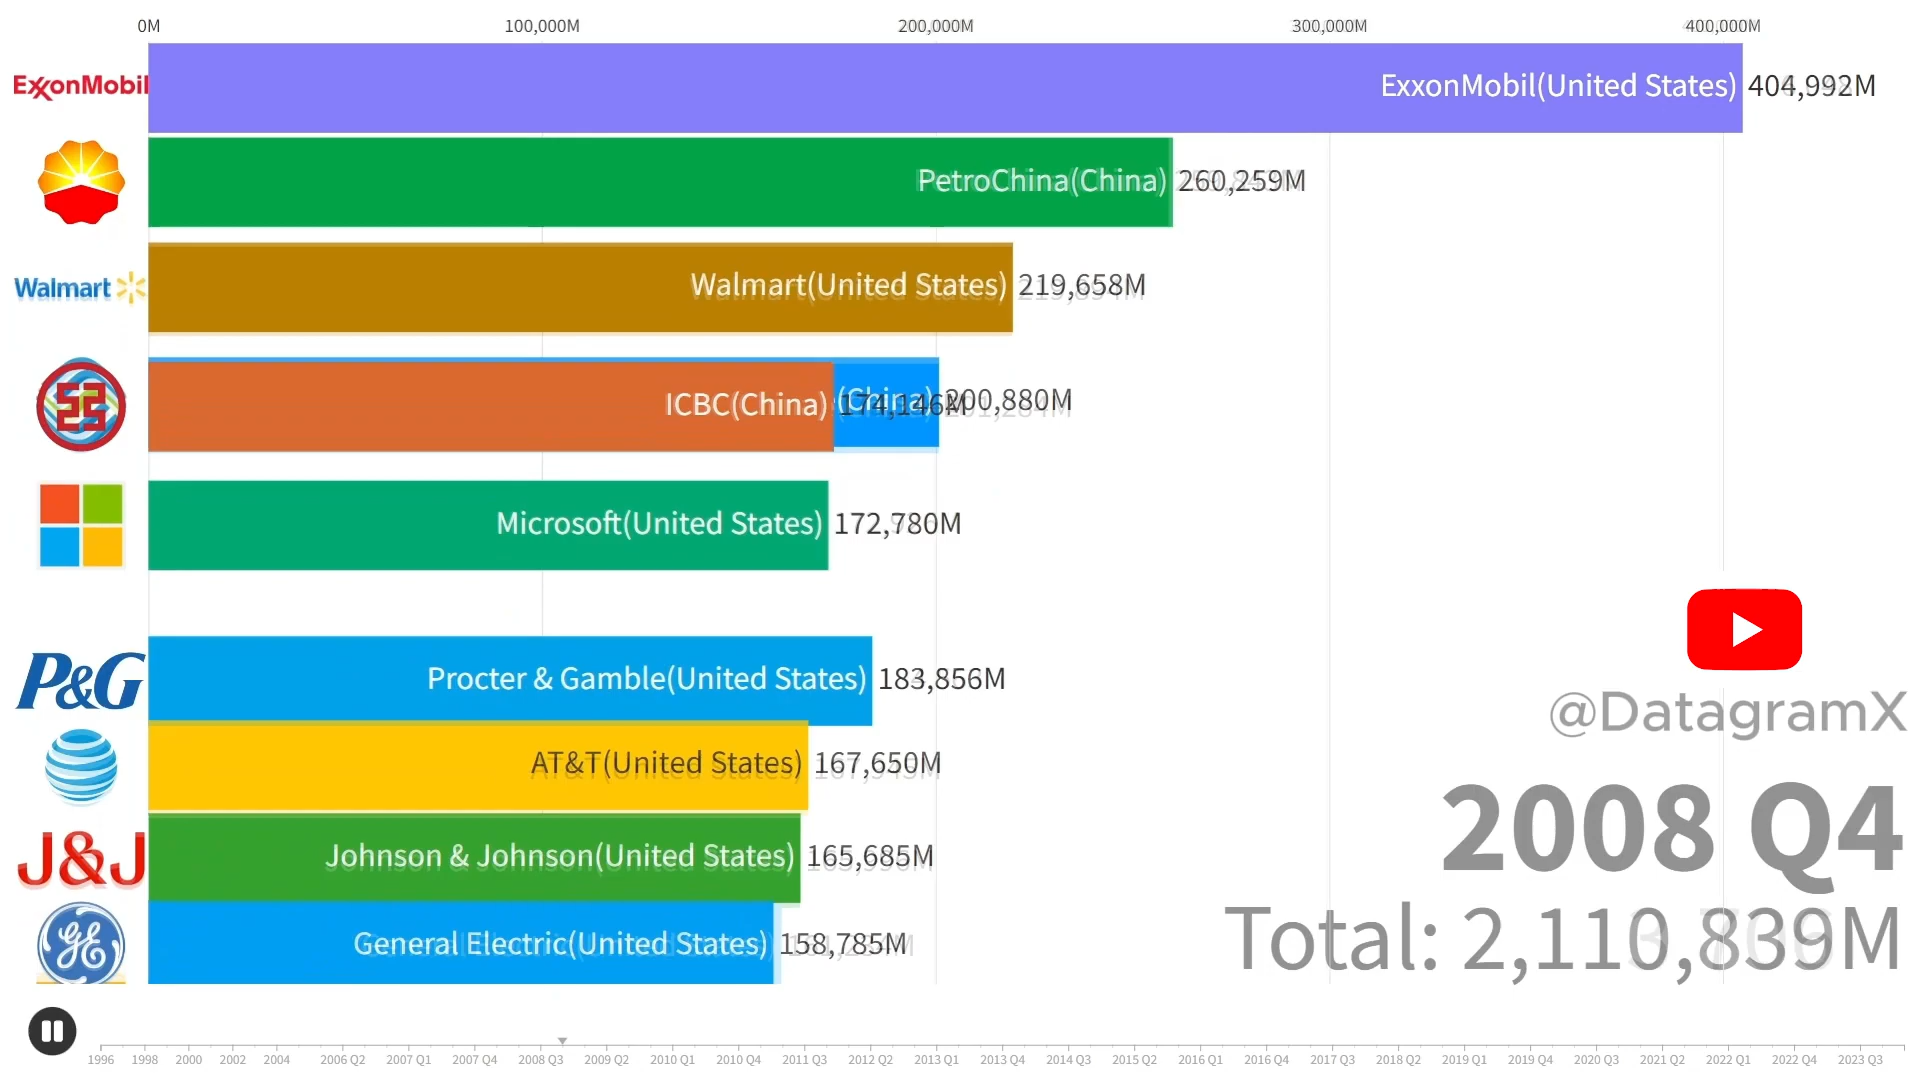 0M 100,000M 200,000M 300,000M 400,000M
ExxonMobil ExxonMobil(United States) 404,992M
PetroChina(China) 260,259M
Walmart Walmart(United States) 219,658M
ICBC(China) 174,146M (China) 200,880M
Microsoft(United States) 172,780M
P&G Procter & Gamble(United States) 183,856M
@DatagramX
AT&T(United States) 167,650M
2008 Q4
J&J Johnson & Johnson(United States) 165,685M
GE General Electric(United States) 158,785M
Total: 2,110,839M
1996 1998 2000 2002 2004 2006 Q2 2007 Q1 2007 Q4 2008 Q3 2009 Q2 2010 Q1 2010 Q4 2011 Q3 2012 Q2 2013 Q1 2013 Q4 2014 Q3 2015 Q2 2016 Q1 2016 Q4 2017 Q3 2018 Q2 2019 Q1 2019 Q4 2020 Q3 2021 Q2 2022 Q1 2022 Q4 2023 Q3